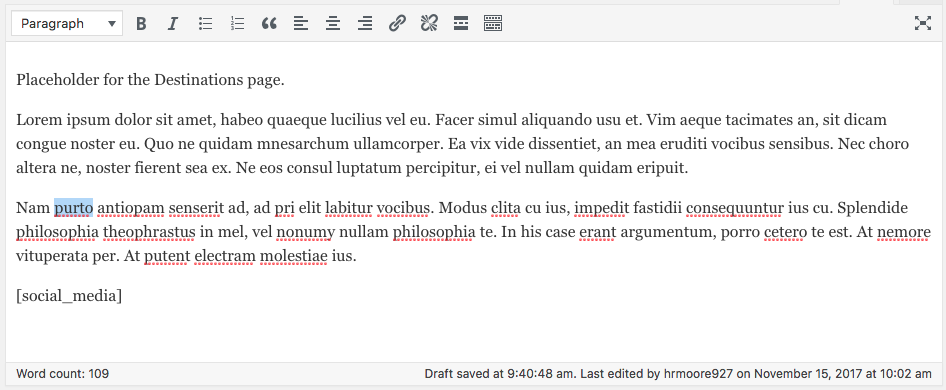 Paragraph
Placeholder for the Destinations page.
Lorem ipsum dolor sit amet, habeo quaeque lucilius vel eu. Facer simul aliquando usu et. Vim aeque tacimates an, sit dicam
congue noster eu. Quo ne quidam mnesarchum ullamcorper. Ea vix vide dissentiet, an mea eruditi vocibus sensibus. Nec choro
altera ne, noster fierent sea ex. Ne eos consul luptatum percipitur, ei vel nullam quidam eripuit.
Nam purto antiopam senserit ad, ad pri elit labitur vocibus. Modus clita cu ius, impedit fastidii consequuntur ius cu. Splendide
philosophia theophrastus in mel, vel nonumy nullam philosophia te. In his case erant argumentum, porro cetero te est. At nemore
vituperata per. At putent electram molestiae ius.
[social_media]
Word count: 109
Draft saved at 9:40:48 am. Last edited by hrmoore927 on November 15, 2017 at 10:02 am